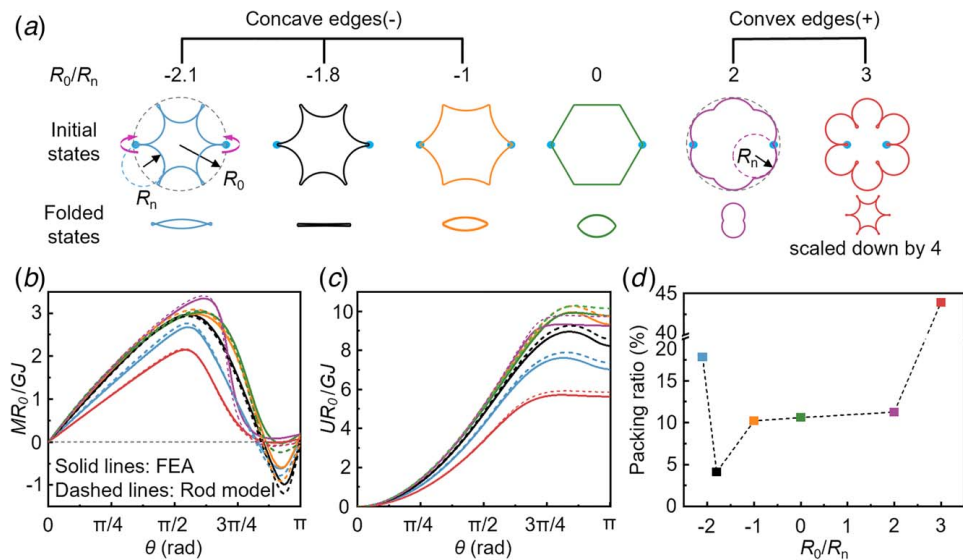 (a)
Concave edges(-)
Convex edges(+)
R0/Rn
-2.1
-1.8
-1
0
2
3
Initial
states
Rn
R0
Rn
Folded
states
scaled down by 4
(b)
MR0/GJ
3
2
1
0
-1
Solid lines: FEA
Dashed lines: Rod model
0
π/4
π/2
3π/4
π
θ (rad)
(c)
UR0/GJ
10
8
6
4
2
0
0
π/4
π/2
3π/4
π
θ (rad)
(d)
Packing ratio (%)
45
40
20
15
10
5
0
-2
-1
0
1
2
3
R0/Rn